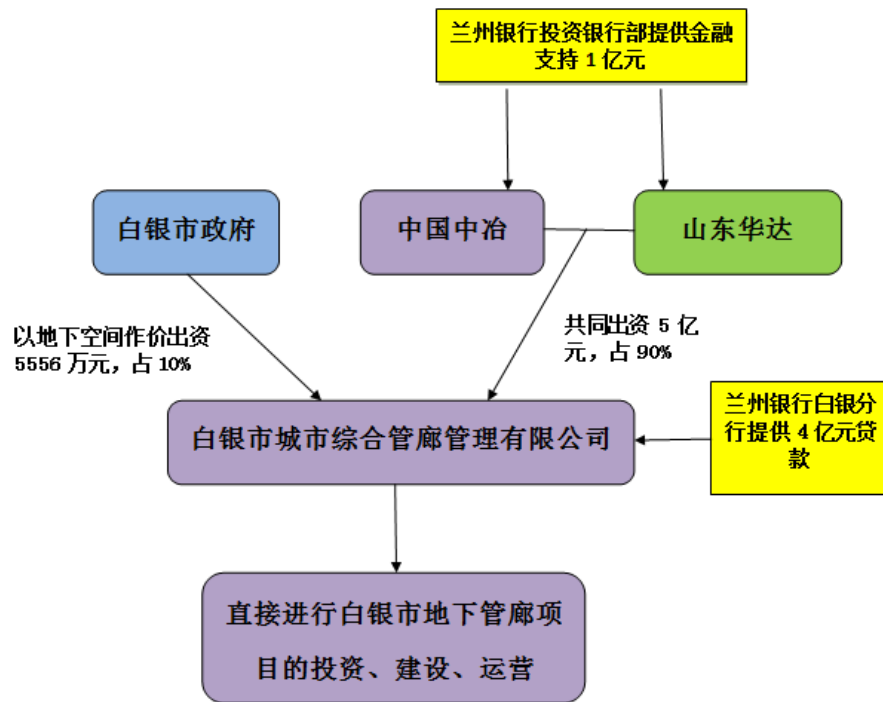 兰州银行投资银行部提供金融
支持 1 亿元
白银市政府
中国中冶
山东华达
以地下空间作价出资
5556 万元，占 10%
共同出资 5 亿
元，占 90%
白银市城市综合管廊管理有限公司
兰州银行白银分
行提供 4 亿元贷
款
直接进行白银市地下管廊项
目的投资、建设、运营